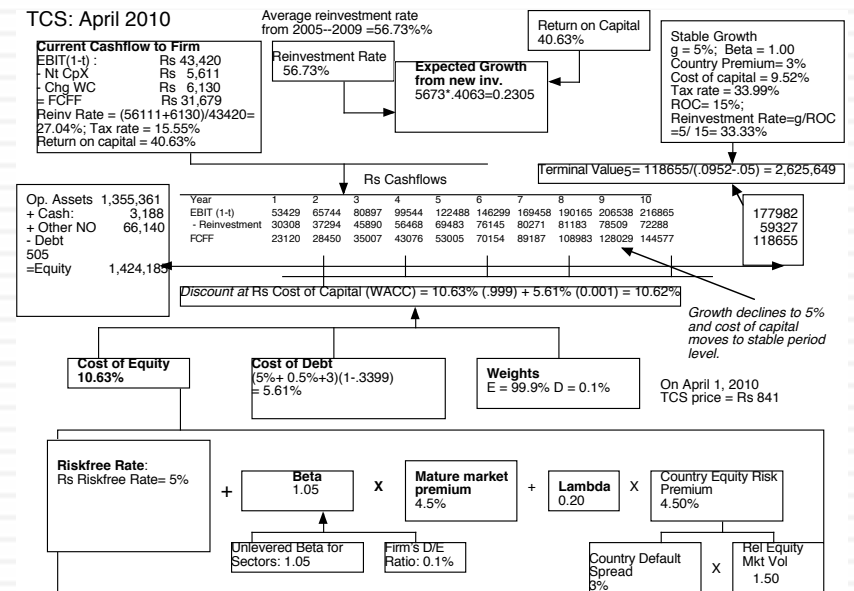 TCS: April 2010
Average reinvestment rate
from 2005--2009 =56.73%%
Return on Capital
40.63%
Stable Growth
g = 5%; Beta = 1.00
Country Premium= 3%
Cost of capital = 9.52%
Tax rate = 33.99%
ROC= 15%;
Reinvestment Rate=g/ROC
=5/ 15= 33.33%
Current Cashflow to Firm
EBIT(1-t) : Rs 43,420
- Nt CpX Rs 5,611
- Chg WC Rs 6,130
= FCFF Rs 31,679
Reinv Rate = (56111+6130)/43420=
27.04%; Tax rate = 15.55%
Return on capital = 40.63%
Reinvestment Rate
56.73%
Expected Growth
from new inv.
5673*.4063=0.2305
Terminal Value5= 118655/(.0952-.05) = 2,625,649
Rs Cashflows
Op. Assets 1,355,361
+ Cash: 3,188
+ Other NO 66,140
- Debt
505
=Equity 1,424,185
Year 1 2 3 4 5 6 7 8 9 10
EBIT (1-t) 53429 65744 80897 99544 122488 146299 169458 190165 206538 216865
- Reinvestment 30308 37294 45890 56468 69483 76145 80271 81183 78509 72288
FCFF 23120 28450 35007 43076 53005 70154 89187 108983 128029 144577
177982
59327
118655
Discount at Rs Cost of Capital (WACC) = 10.63% (.999) + 5.61% (0.001) = 10.62%
Growth declines to 5%
and cost of capital
moves to stable period
level.
Cost of Equity
10.63%
Cost of Debt
(5%+ 0.5%+3)(1-.3399)
= 5.61%
Weights
E = 99.9% D = 0.1%
On April 1, 2010
TCS price = Rs 841
Riskfree Rate:
Rs Riskfree Rate= 5%
+
Beta
1.05
X
Mature market
premium
4.5%
+
Lambda
0.20
X
Country Equity Risk
Premium
4.50%
Unlevered Beta for
Sectors: 1.05
Firm's D/E
Ratio: 0.1%
Country Default
Spread
3%
X
Rel Equity
Mkt Vol
1.50